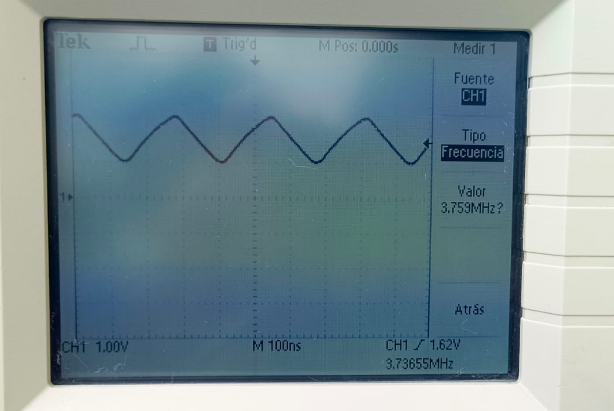 Tek T Trig'd M Pos: 0.000s Medir 1
Fuente
CH1
Tipo
Frecuencia
Valor
3.759MHz?
1
Atrás
CH1 1.00V M 100ns CH1 1.62V
3.73655MHz